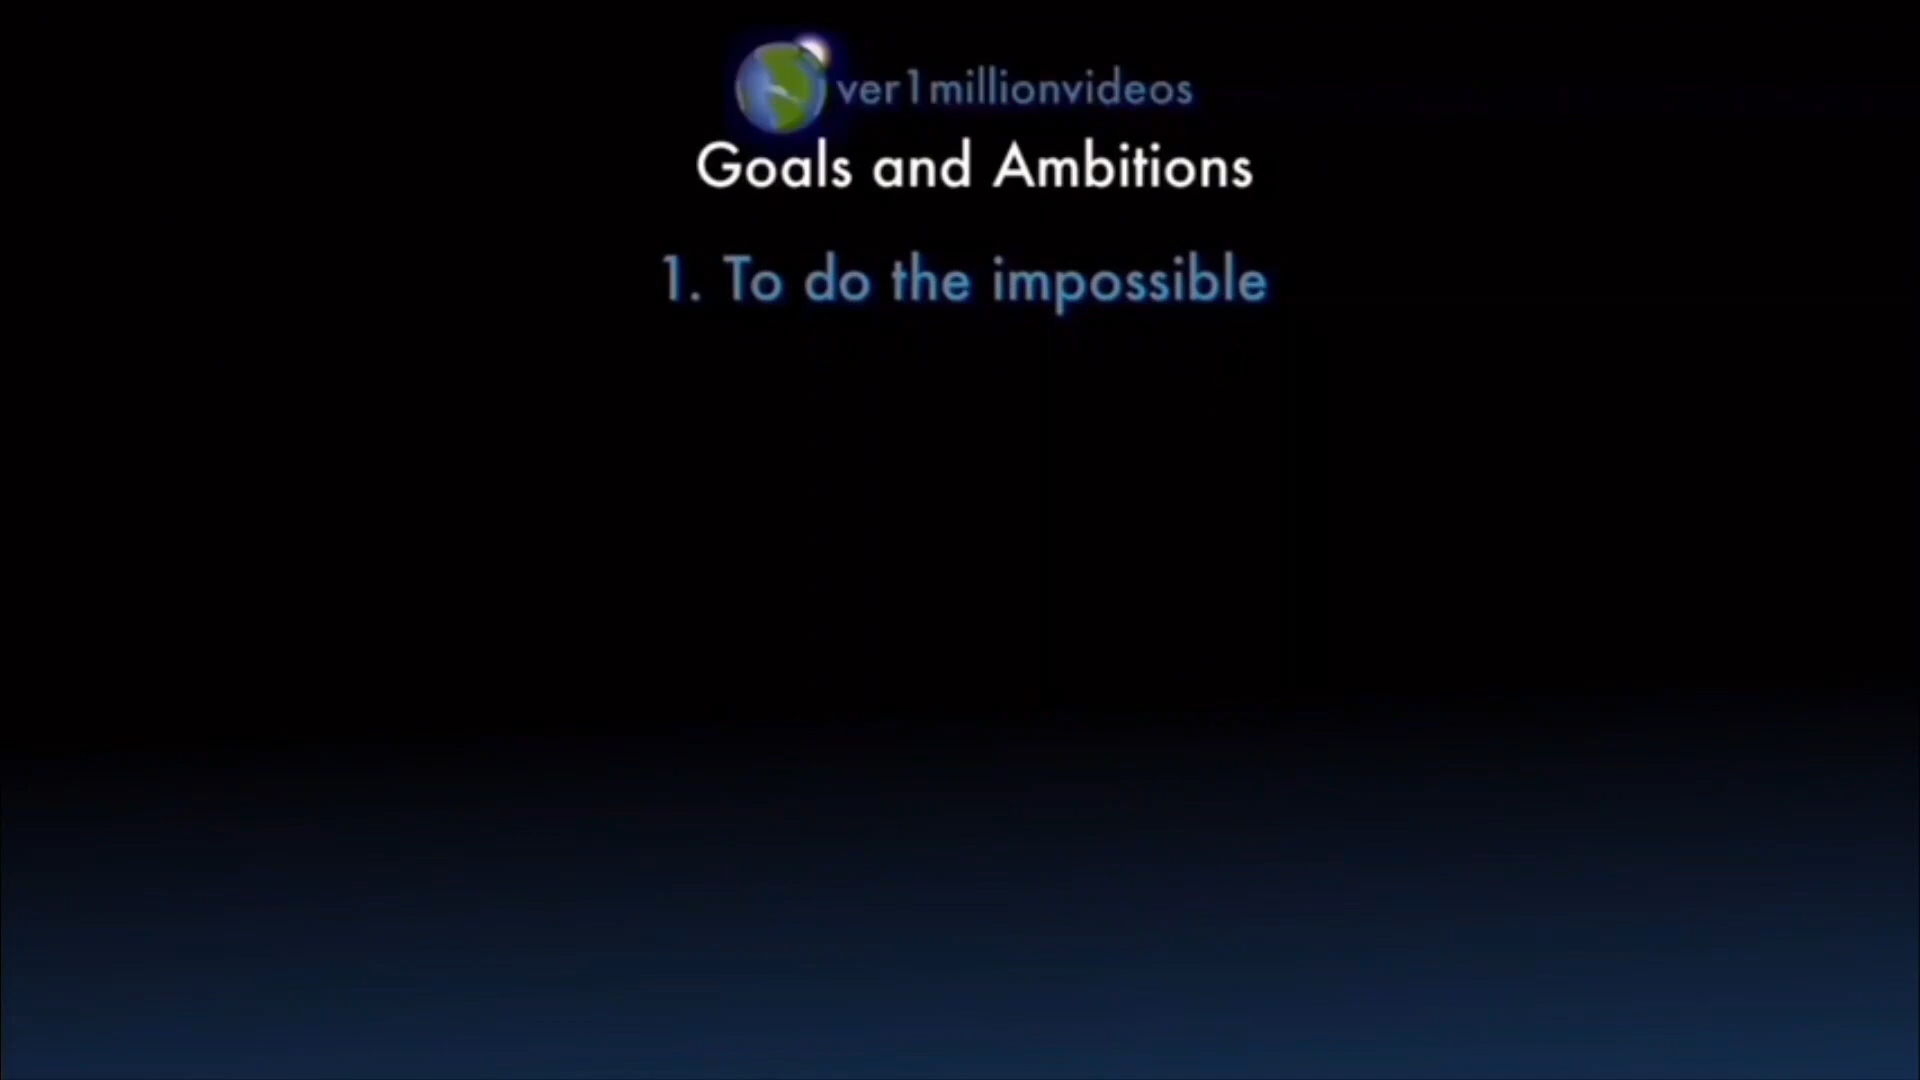 ver1millionvideos
Goals and Ambitions
1. To do the impossible